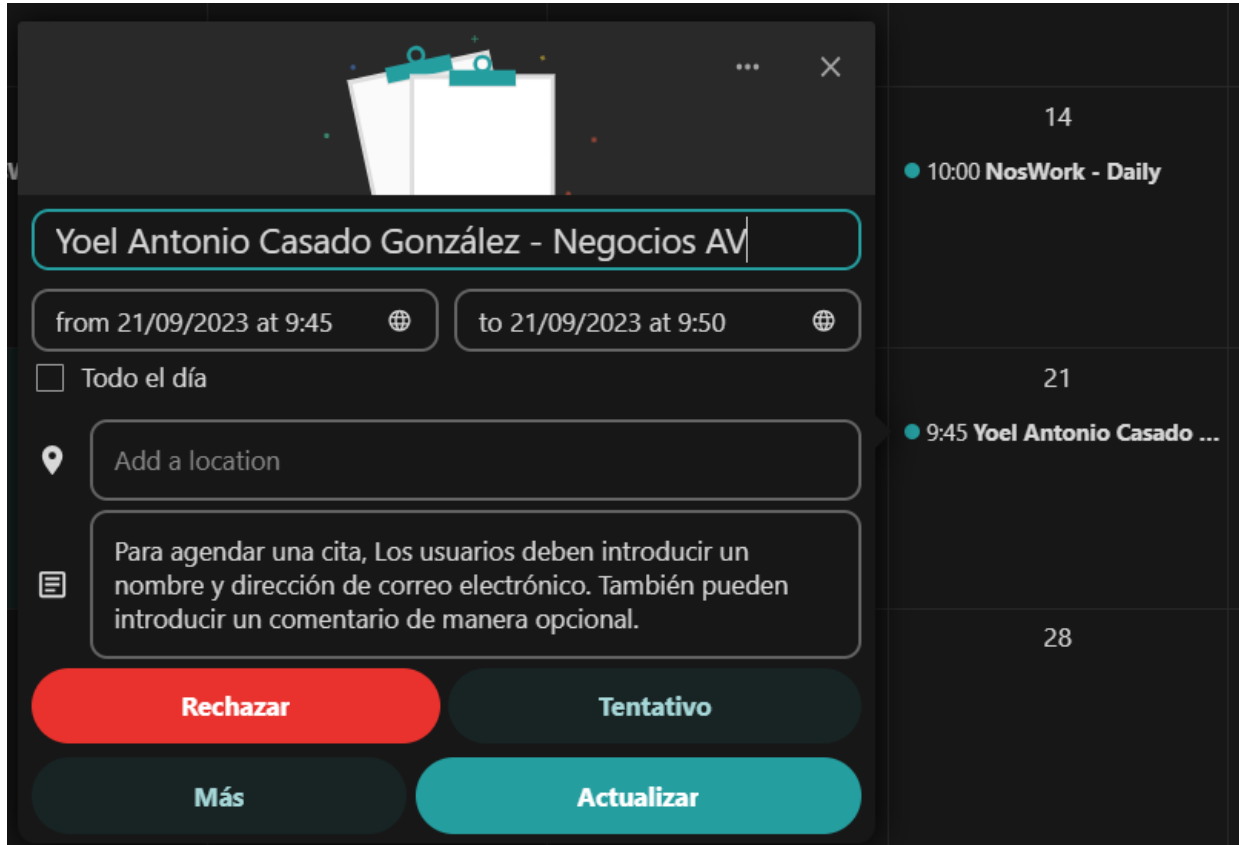 Yoel Antonio Casado González - Negocios AV
from 21/09/2023 at 9:45
to 21/09/2023 at 9:50
Todo el día
Add a location
Para agendar una cita, Los usuarios deben introducir un
nombre y dirección de correo electrónico. También pueden
introducir un comentario de manera opcional.
Rechazar
Tentativo
Más
Actualizar
14
10:00 NosWork - Daily
21
9:45 Yoel Antonio Casado ...
28